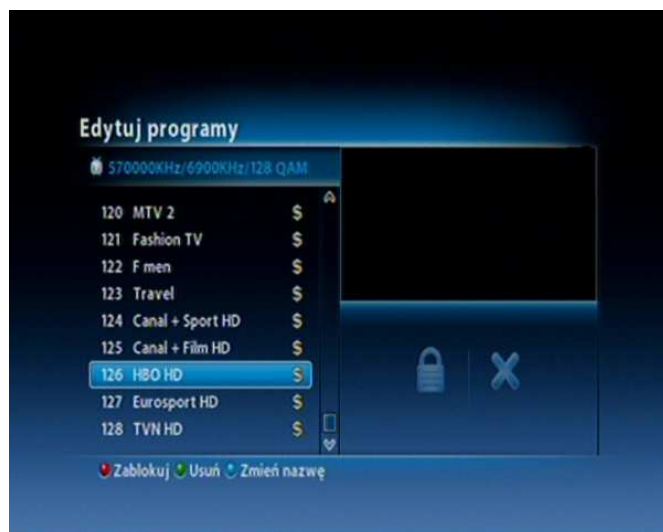 Edytuj programy
570000KHz/6900KHz/128 QAM
120 MTV 2 $
121 Fashion TV $
122 F men $
123 Travel $
124 Canal + Sport HD $
125 Canal + Film HD $
126 HBO HD $
127 Eurosport HD $
128 TVN HD $
Zablokuj Usuń Zmień nazwę